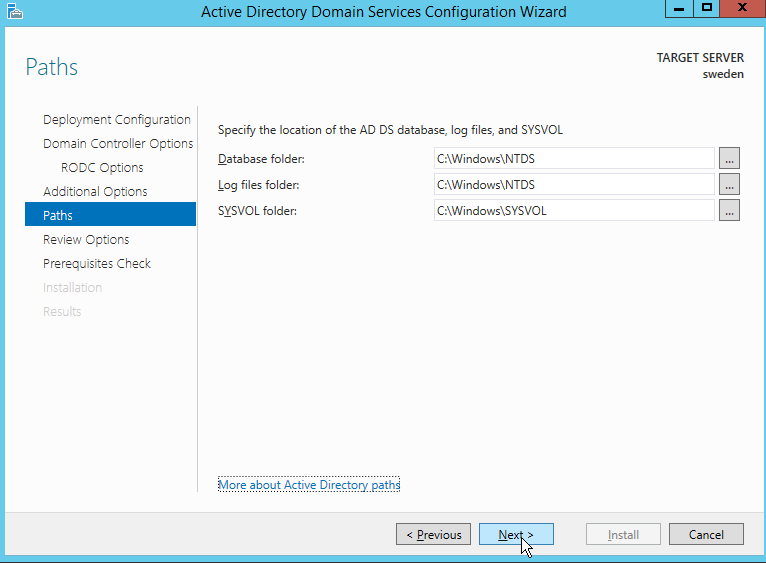 Active Directory Domain Services Configuration Wizard
Paths
TARGET SERVER
sweden
Deployment Configuration
Domain Controller Options
RODC Options
Additional Options
Paths
Review Options
Prerequisites Check
Installation
Results
Specify the location of the AD DS database, log files, and SYSVOL
Database folder: C:\Windows\NTDS ...
Log files folder: C:\Windows\NTDS ...
SYSVOL folder: C:\Windows\SYSVOL ...
More about Active Directory paths
< Previous Next > Install Cancel